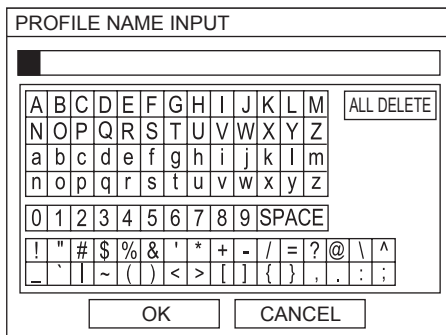 PROFILE NAME INPUT
A B C D E F G H I J K L M ALL DELETE
N O P Q R S T U V W X Y Z
a b c d e f g h i j k l m
n o p q r s t u v w x y z
0 1 2 3 4 5 6 7 8 9 SPACE
! " # $ % & ' * + - / = ? @ \ ^
_ ` | ~ ( ) < > [ ] { } , . : ;
OK CANCEL